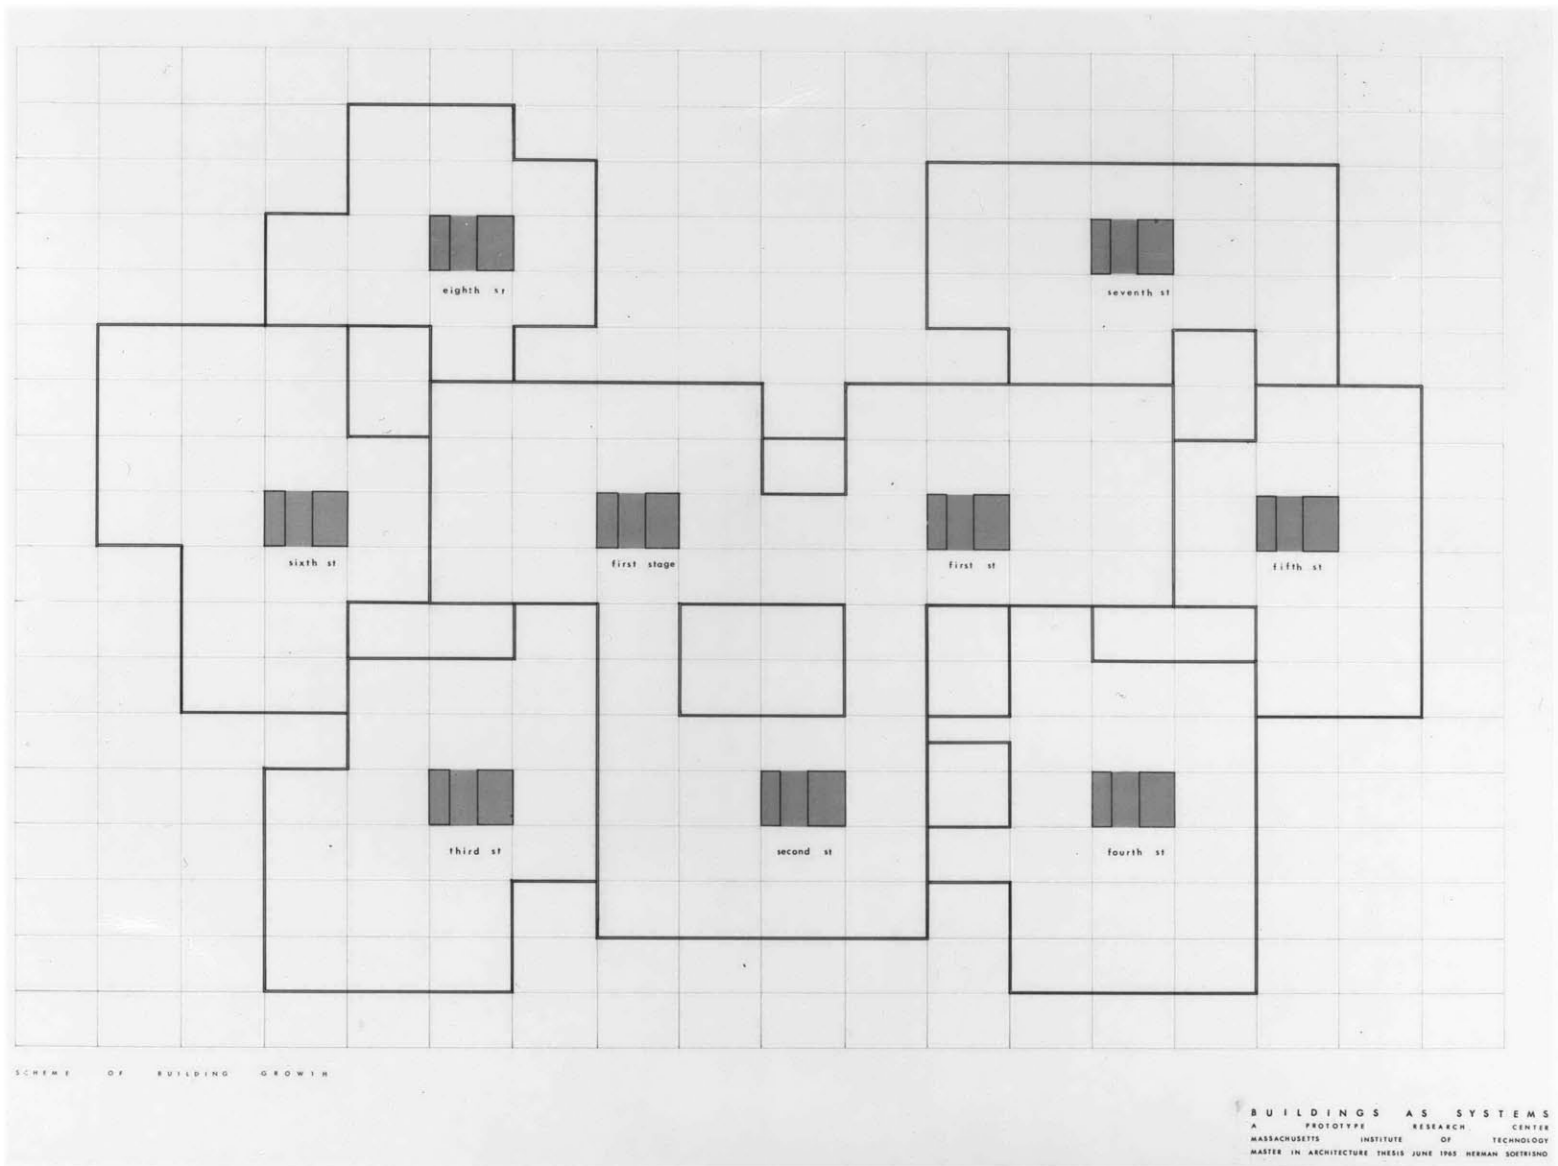 eighth st
seventh st
sixth st
first stage
first st
fifth st
third st
second st
fourth st
SCHEME OF BUILDING GROWTH
BUILDINGS AS SYSTEMS
A PROTOTYPE RESEARCH CENTER
MASSACHUSETTS INSTITUTE OF TECHNOLOGY
MASTER IN ARCHITECTURE THESIS JUNE 1965 HERMAN SOETRISNO